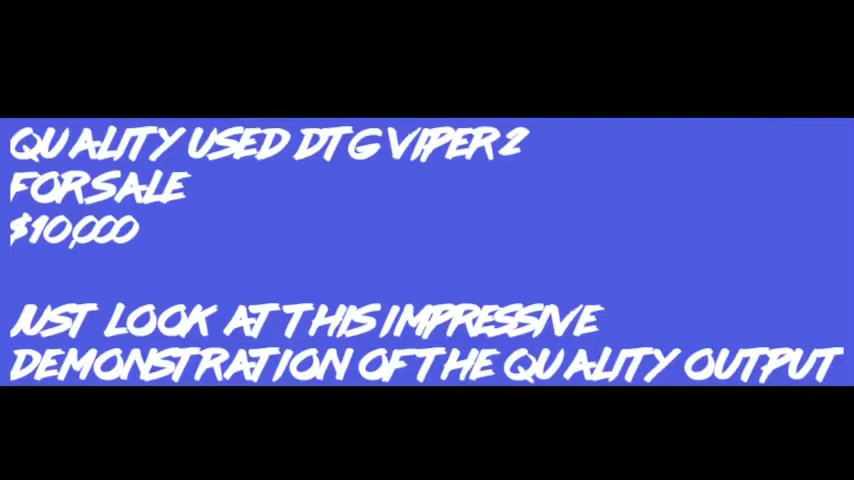 QUALITY USED DTG VIPER 2
FOR SALE
$10,000
JUST LOOK AT THIS IMPRESSIVE
DEMONSTRATION OF THE QUALITY OUTPUT